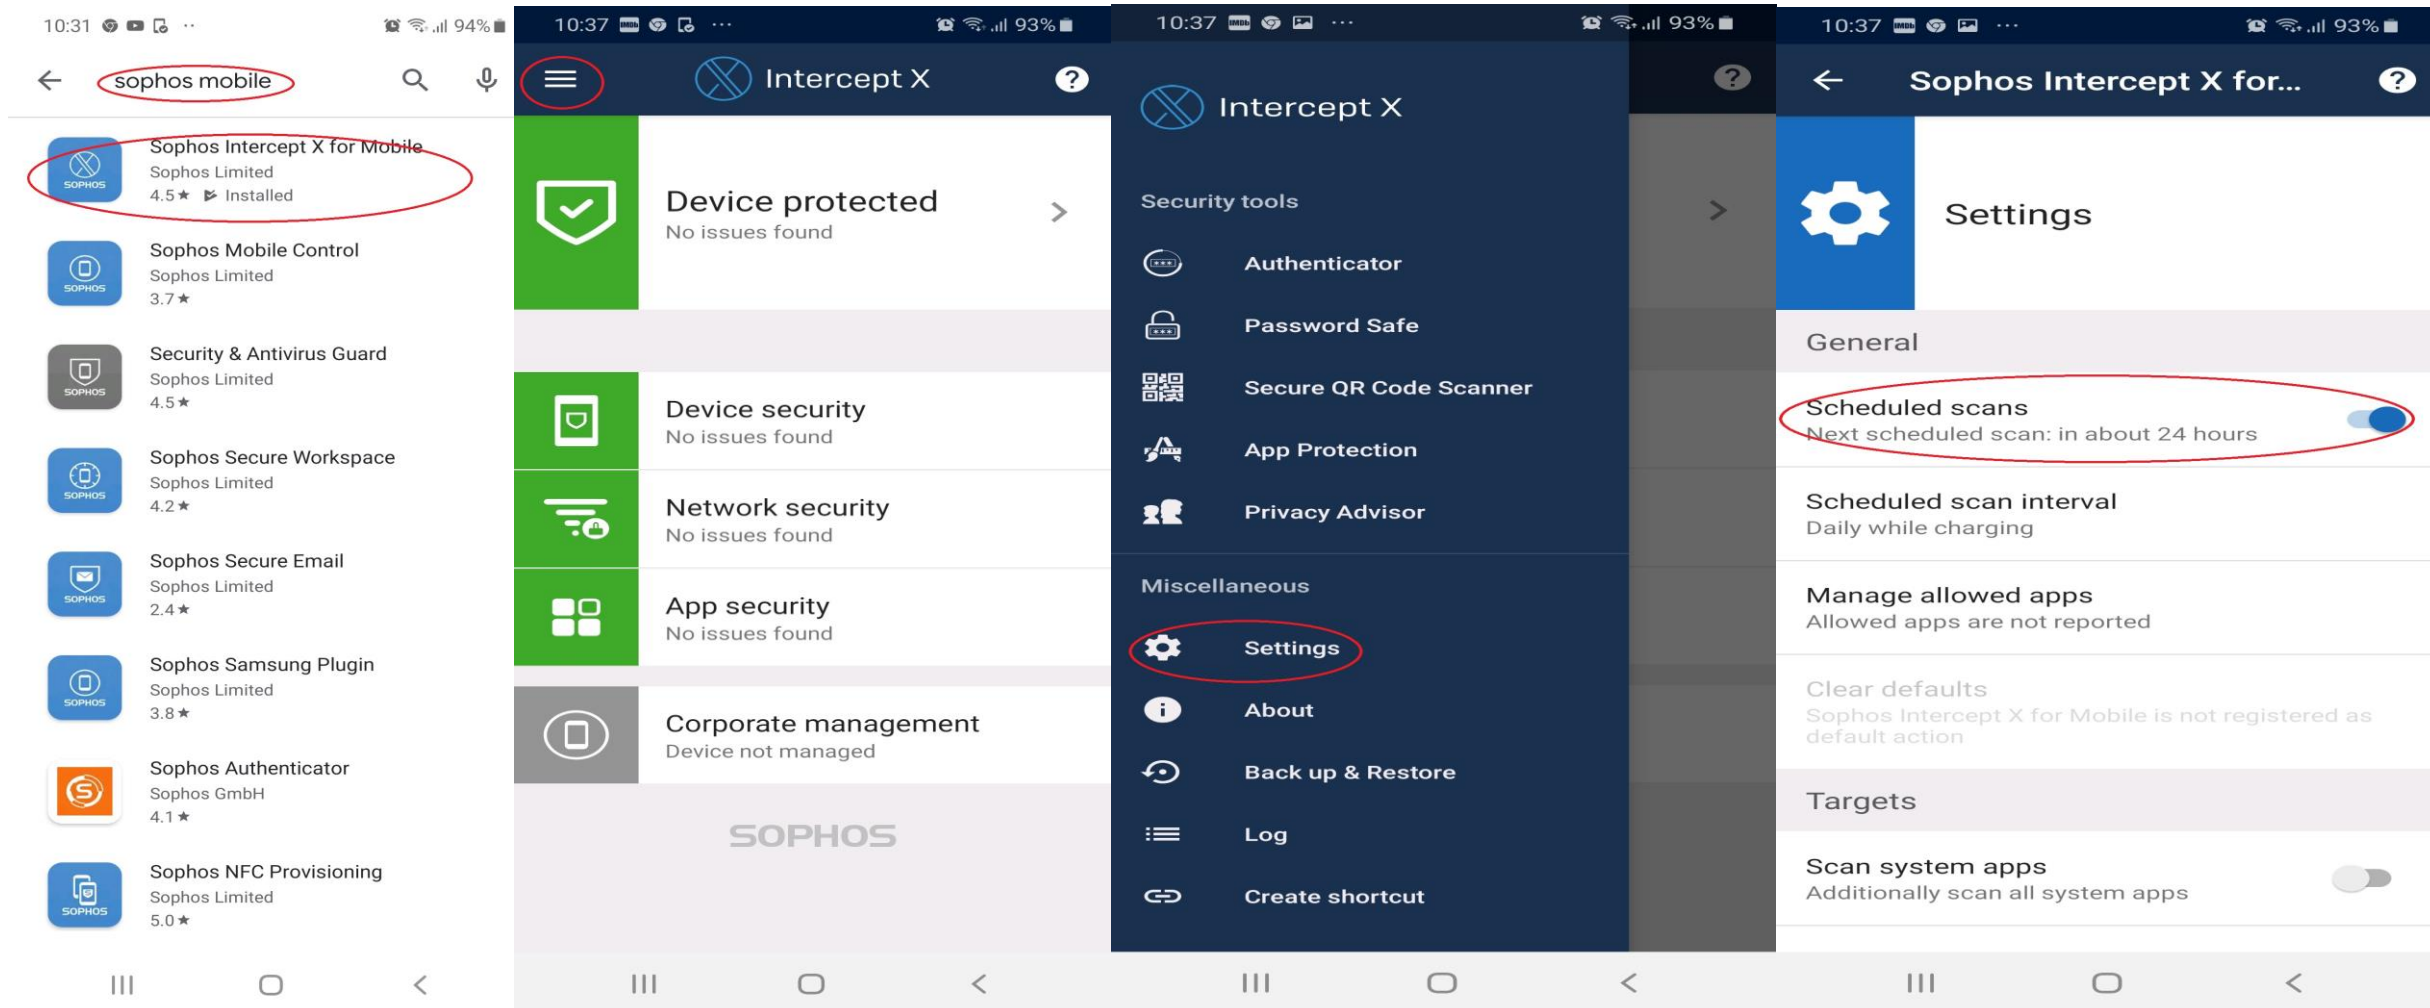 10:31
94%
sophos mobile
SOPHOS
Sophos Intercept X for Mobile
Sophos Limited
4.5★ Installed
SOPHOS
Sophos Mobile Control
Sophos Limited
3.7★
SOPHOS
Security & Antivirus Guard
Sophos Limited
4.5★
SOPHOS
Sophos Secure Workspace
Sophos Limited
4.2★
SOPHOS
Sophos Secure Email
Sophos Limited
2.4★
SOPHOS
Sophos Samsung Plugin
Sophos Limited
3.8★
Sophos Authenticator
Sophos GmbH
4.1★
SOPHOS
Sophos NFC Provisioning
Sophos Limited
5.0★
10:37 IMDb ···
93%
Intercept X ?
Device protected
No issues found
Device security
No issues found
Network security
No issues found
App security
No issues found
Corporate management
Device not managed
SOPHOS
10:37 IMDb ···
93%
Intercept X
?
Security tools
Authenticator
Password Safe
Secure QR Code Scanner
App Protection
Privacy Advisor
Miscellaneous
Settings
About
Back up & Restore
Log
Create shortcut
10:37 IMDb ···
93%
Sophos Intercept X for... ?
Settings
General
Scheduled scans
Next scheduled scan: in about 24 hours
Scheduled scan interval
Daily while charging
Manage allowed apps
Allowed apps are not reported
Clear defaults
Sophos Intercept X for Mobile is not registered as
default action
Targets
Scan system apps
Additionally scan all system apps